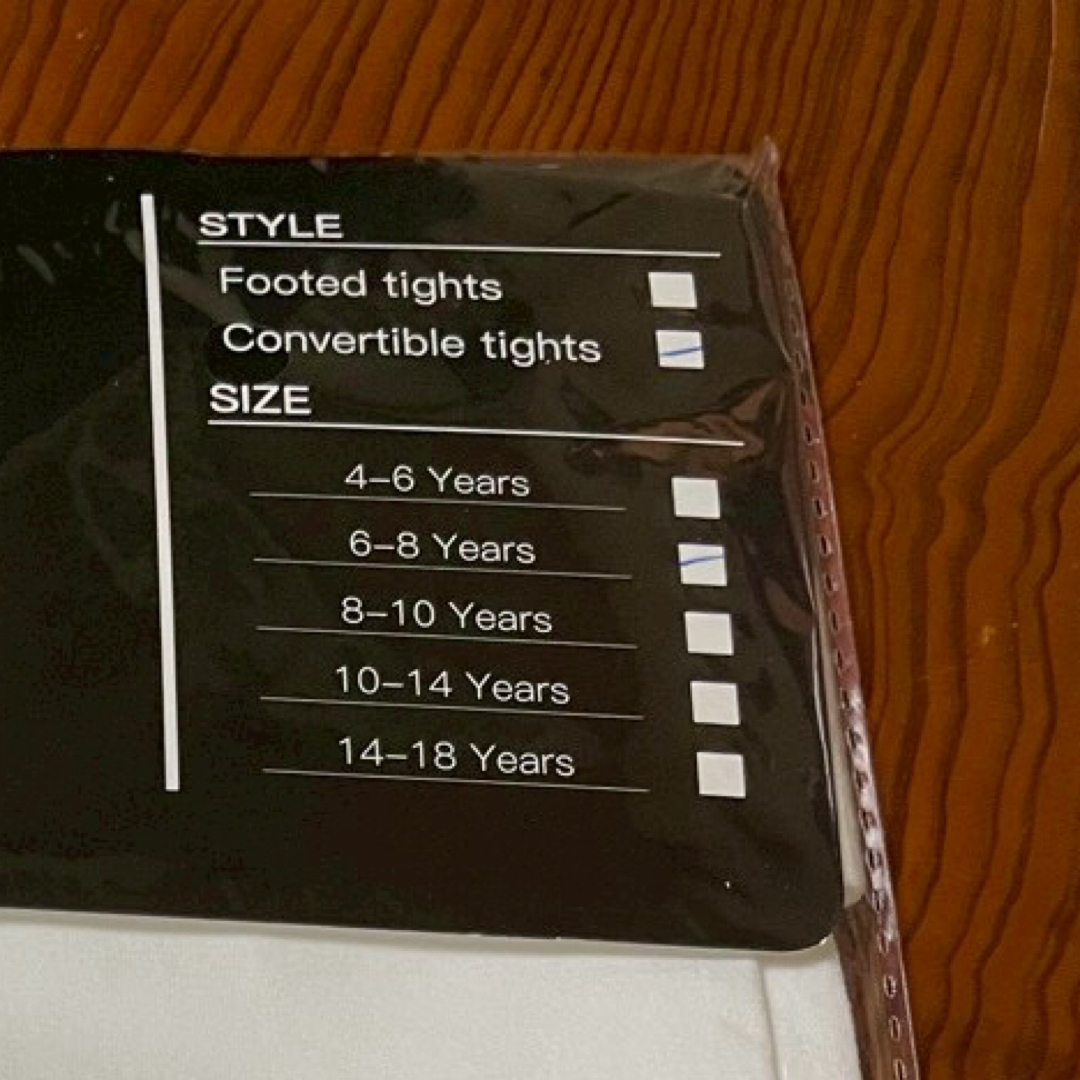 STYLE
Footed tights
Convertible tights
SIZE
4–6 Years
6–8 Years
8–10 Years
10–14 Years
14–18 Years